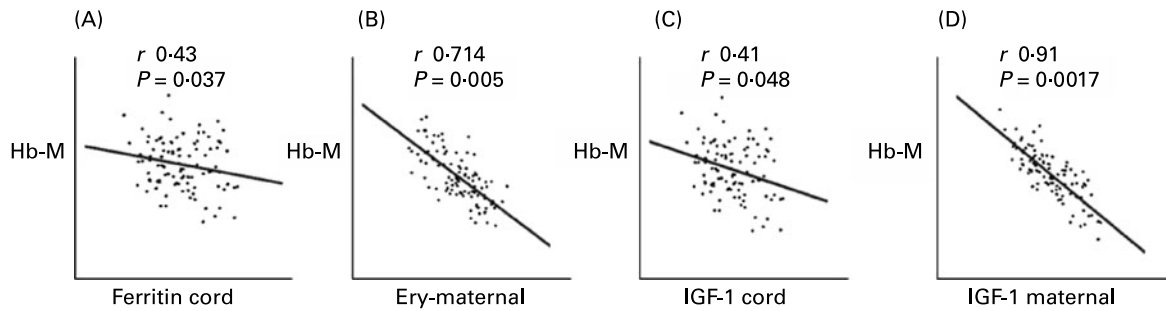 (A)
r 0·43
P = 0·037
Hb-M
Ferritin cord
(B)
r 0·714
P = 0·005
Hb-M
Ery-maternal
(C)
r 0·41
P = 0·048
Hb-M
IGF-1 cord
(D)
r 0·91
P = 0·0017
Hb-M
IGF-1 maternal